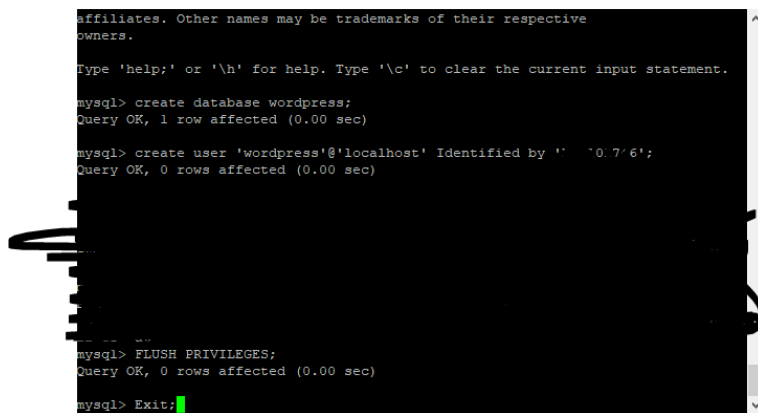 affiliates. Other names may be trademarks of their respective
owners.
Type 'help;' or '\h' for help. Type '\c' to clear the current input statement.
mysql> create database wordpress;
Query OK, 1 row affected (0.00 sec)
mysql> create user 'wordpress'@'localhost' Identified by
Query OK, 0 rows affected (0.00 sec)
mysql> FLUSH PRIVILEGES;
Query OK, 0 rows affected (0.00 sec)
mysql> Exit;